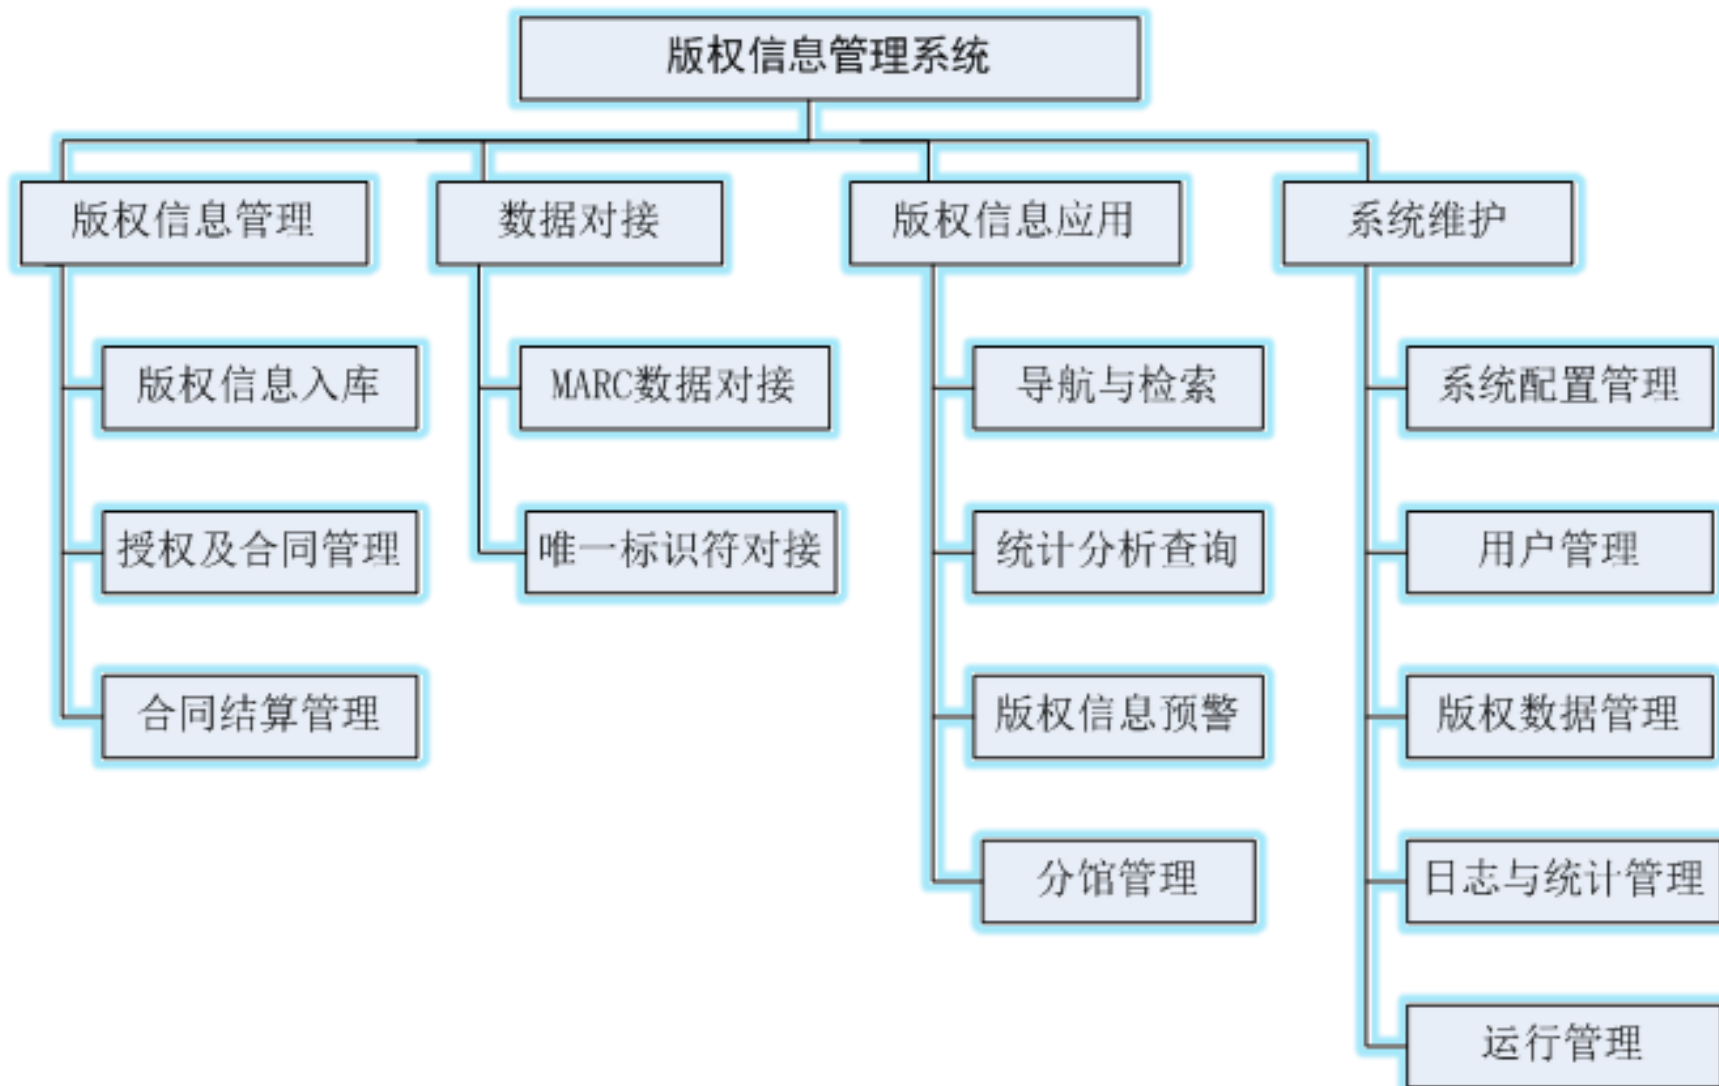 版权信息管理系统
版权信息管理
数据对接
版权信息应用
系统维护
版权信息入库
MARC数据对接
导航与检索
系统配置管理
授权及合同管理
唯一标识符对接
统计分析查询
用户管理
合同结算管理
版权信息预警
版权数据管理
分馆管理
日志与统计管理
运行管理